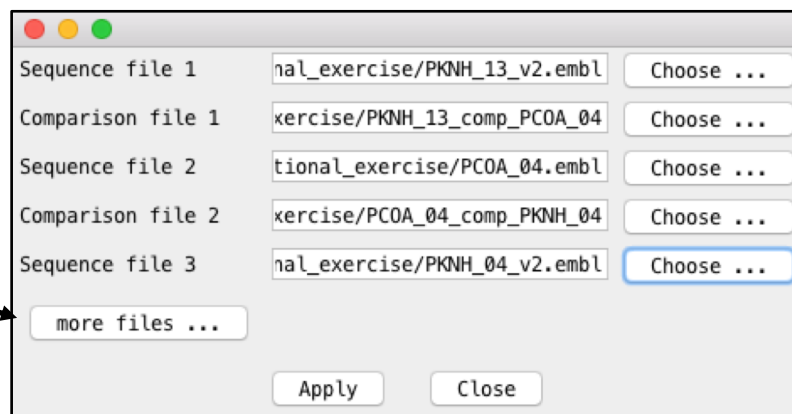 Sequence file 1 nal_exercise/PKNH_13_v2.embl Choose ...
Comparison file 1 xercise/PKNH_13_comp_PCOA_04 Choose ...
Sequence file 2 tional_exercise/PCOA_04.embl Choose ...
Comparison file 2 xercise/PCOA_04_comp_PKNH_04 Choose ...
Sequence file 3 nal_exercise/PKNH_04_v2.embl Choose ...
more files ...
Apply Close